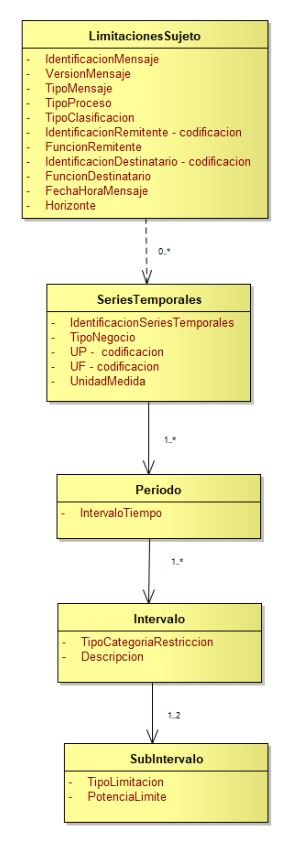 LimitacionesSujeto
- IdentificacionMensaje
- VersionMensaje
- TipoMensaje
- TipoProceso
- TipoClasificacion
- IdentificacionRemitente - codificacion
- FuncionRemitente
- IdentificacionDestinatario - codificacion
- FuncionDestinatario
- FechaHoraMensaje
- Horizonte
0..*
SeriesTemporales
- IdentificacionSeriesTemporales
- TipoNegocio
- UP - codificacion
- UF - codificacion
- UnidadMedida
1..*
Periodo
- IntervaloTiempo
1..*
Intervalo
- TipoCategoriaRestriccion
- Descripcion
1..2
SubIntervalo
- TipoLimitacion
- PotenciaLimite